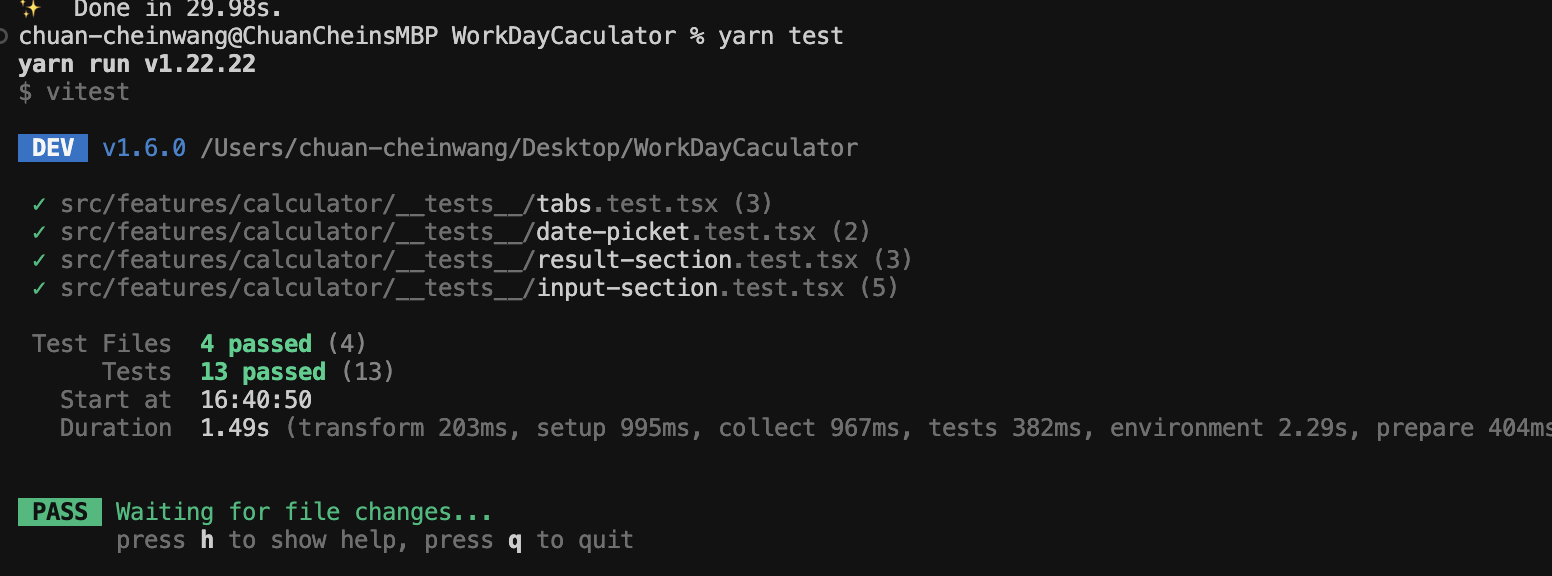 ✨ Done in 29.98s.
chuan-cheinwang@ChuanCheinsMBP WorkDayCaculator % yarn test
yarn run v1.22.22
$ vitest
DEV v1.6.0 /Users/chuan-cheinwang/Desktop/WorkDayCaculator
✓ src/features/calculator/__tests__/tabs.test.tsx (3)
✓ src/features/calculator/__tests__/date-picket.test.tsx (2)
✓ src/features/calculator/__tests__/result-section.test.tsx (3)
✓ src/features/calculator/__tests__/input-section.test.tsx (5)
Test Files 4 passed (4)
Tests 13 passed (13)
Start at 16:40:50
Duration 1.49s (transform 203ms, setup 995ms, collect 967ms, tests 382ms, environment 2.29s, prepare 404ms
PASS Waiting for file changes...
press h to show help, press q to quit